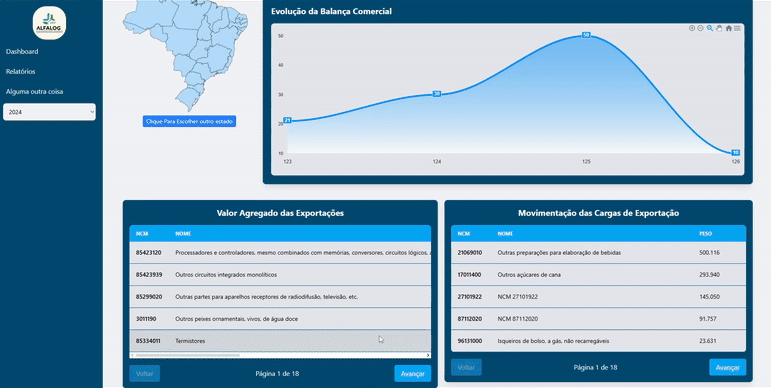 ALFALOG
Dashboard
Relatórios
Alguma outra coisa
2024
Clique Para Escolher outro estado
Evolução da Balança Comercial
50
40
30
20
10
21
30
50
10
123
124
125
126
Valor Agregado das Exportações
NCM NOME
85423120 Processadores e controladores, mesmo combinados com memórias, conversores, circuitos lógicos,
85423939 Outros circuitos integrados monolíticos
85299020 Outras partes para aparelhos receptores de radiodifusão, televisão, etc.
3011190 Outros peixes ornamentais, vivos, de água doce
85334011 Termistores
Voltar
Página 1 de 18
Avançar
Movimentação das Cargas de Exportação
NCM NOME PESO
21069010 Outras preparações para elaboração de bebidas 500.116
17011400 Outros açúcares de cana 293.940
27101922 NCM 27101922 145.050
87112020 NCM 87112020 91.757
96131000 Isqueiros de bolso, a gás, não recarregáveis 23.631
Voltar
Página 1 de 18
Avançar